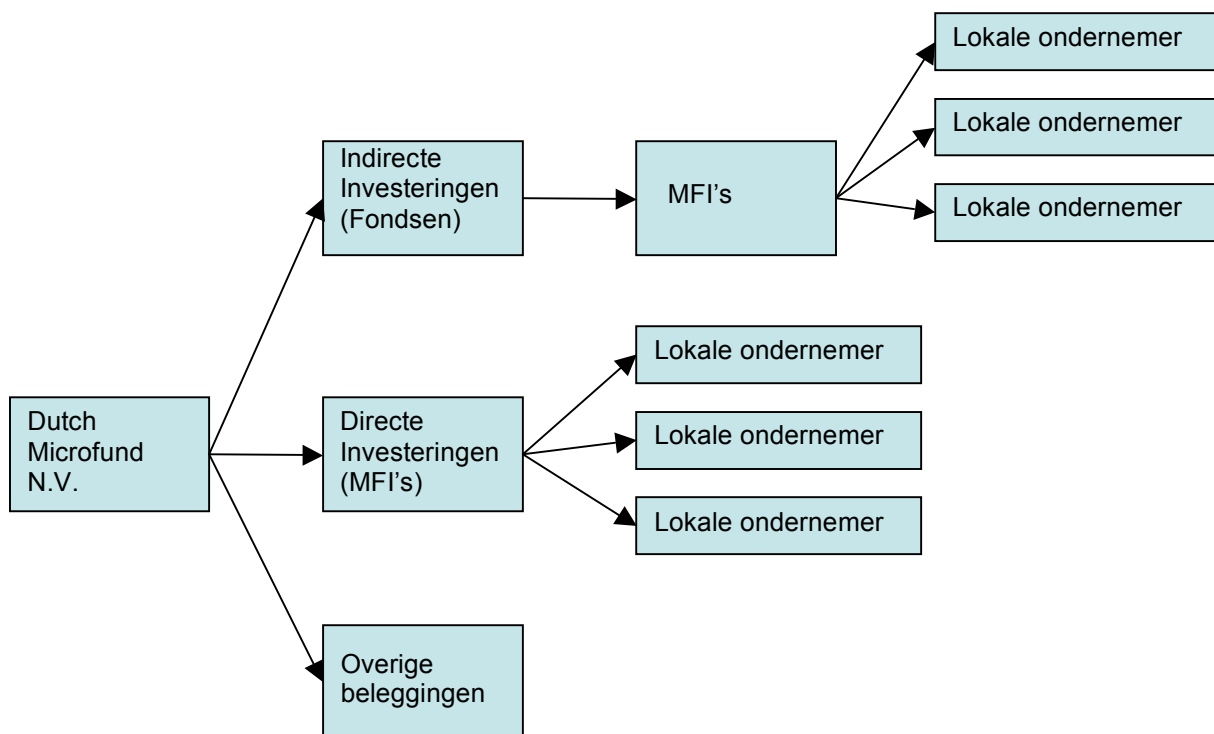 Lokale ondernemer
Lokale ondernemer
Lokale ondernemer
Indirecte
Investeringen
(Fondsen)
MFI's
Lokale ondernemer
Lokale ondernemer
Lokale ondernemer
Dutch
Microfund
N.V.
Directe
Investeringen
(MFI's)
Overige
beleggingen